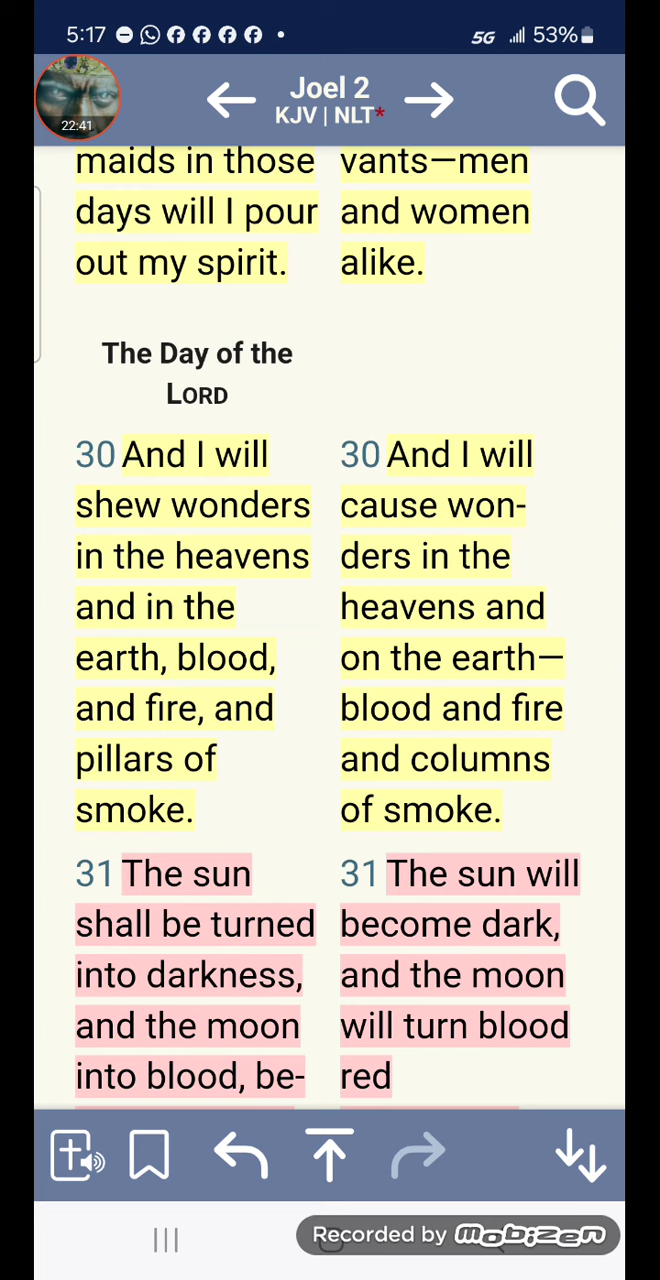 5:17
5G
53%
22:41
Joel 2
KJV | NLT*
maids in those
days will I pour
out my spirit.
vants—men
and women
alike.
The Day of the
LORD
30 And I will
shew wonders
in the heavens
and in the
earth, blood,
and fire, and
pillars of
smoke.
31 The sun
shall be turned
into darkness,
and the moon
into blood, be-
30 And I will
cause won-
ders in the
heavens and
on the earth—
blood and fire
and columns
of smoke.
31 The sun will
become dark,
and the moon
will turn blood
red
Recorded by mobizen